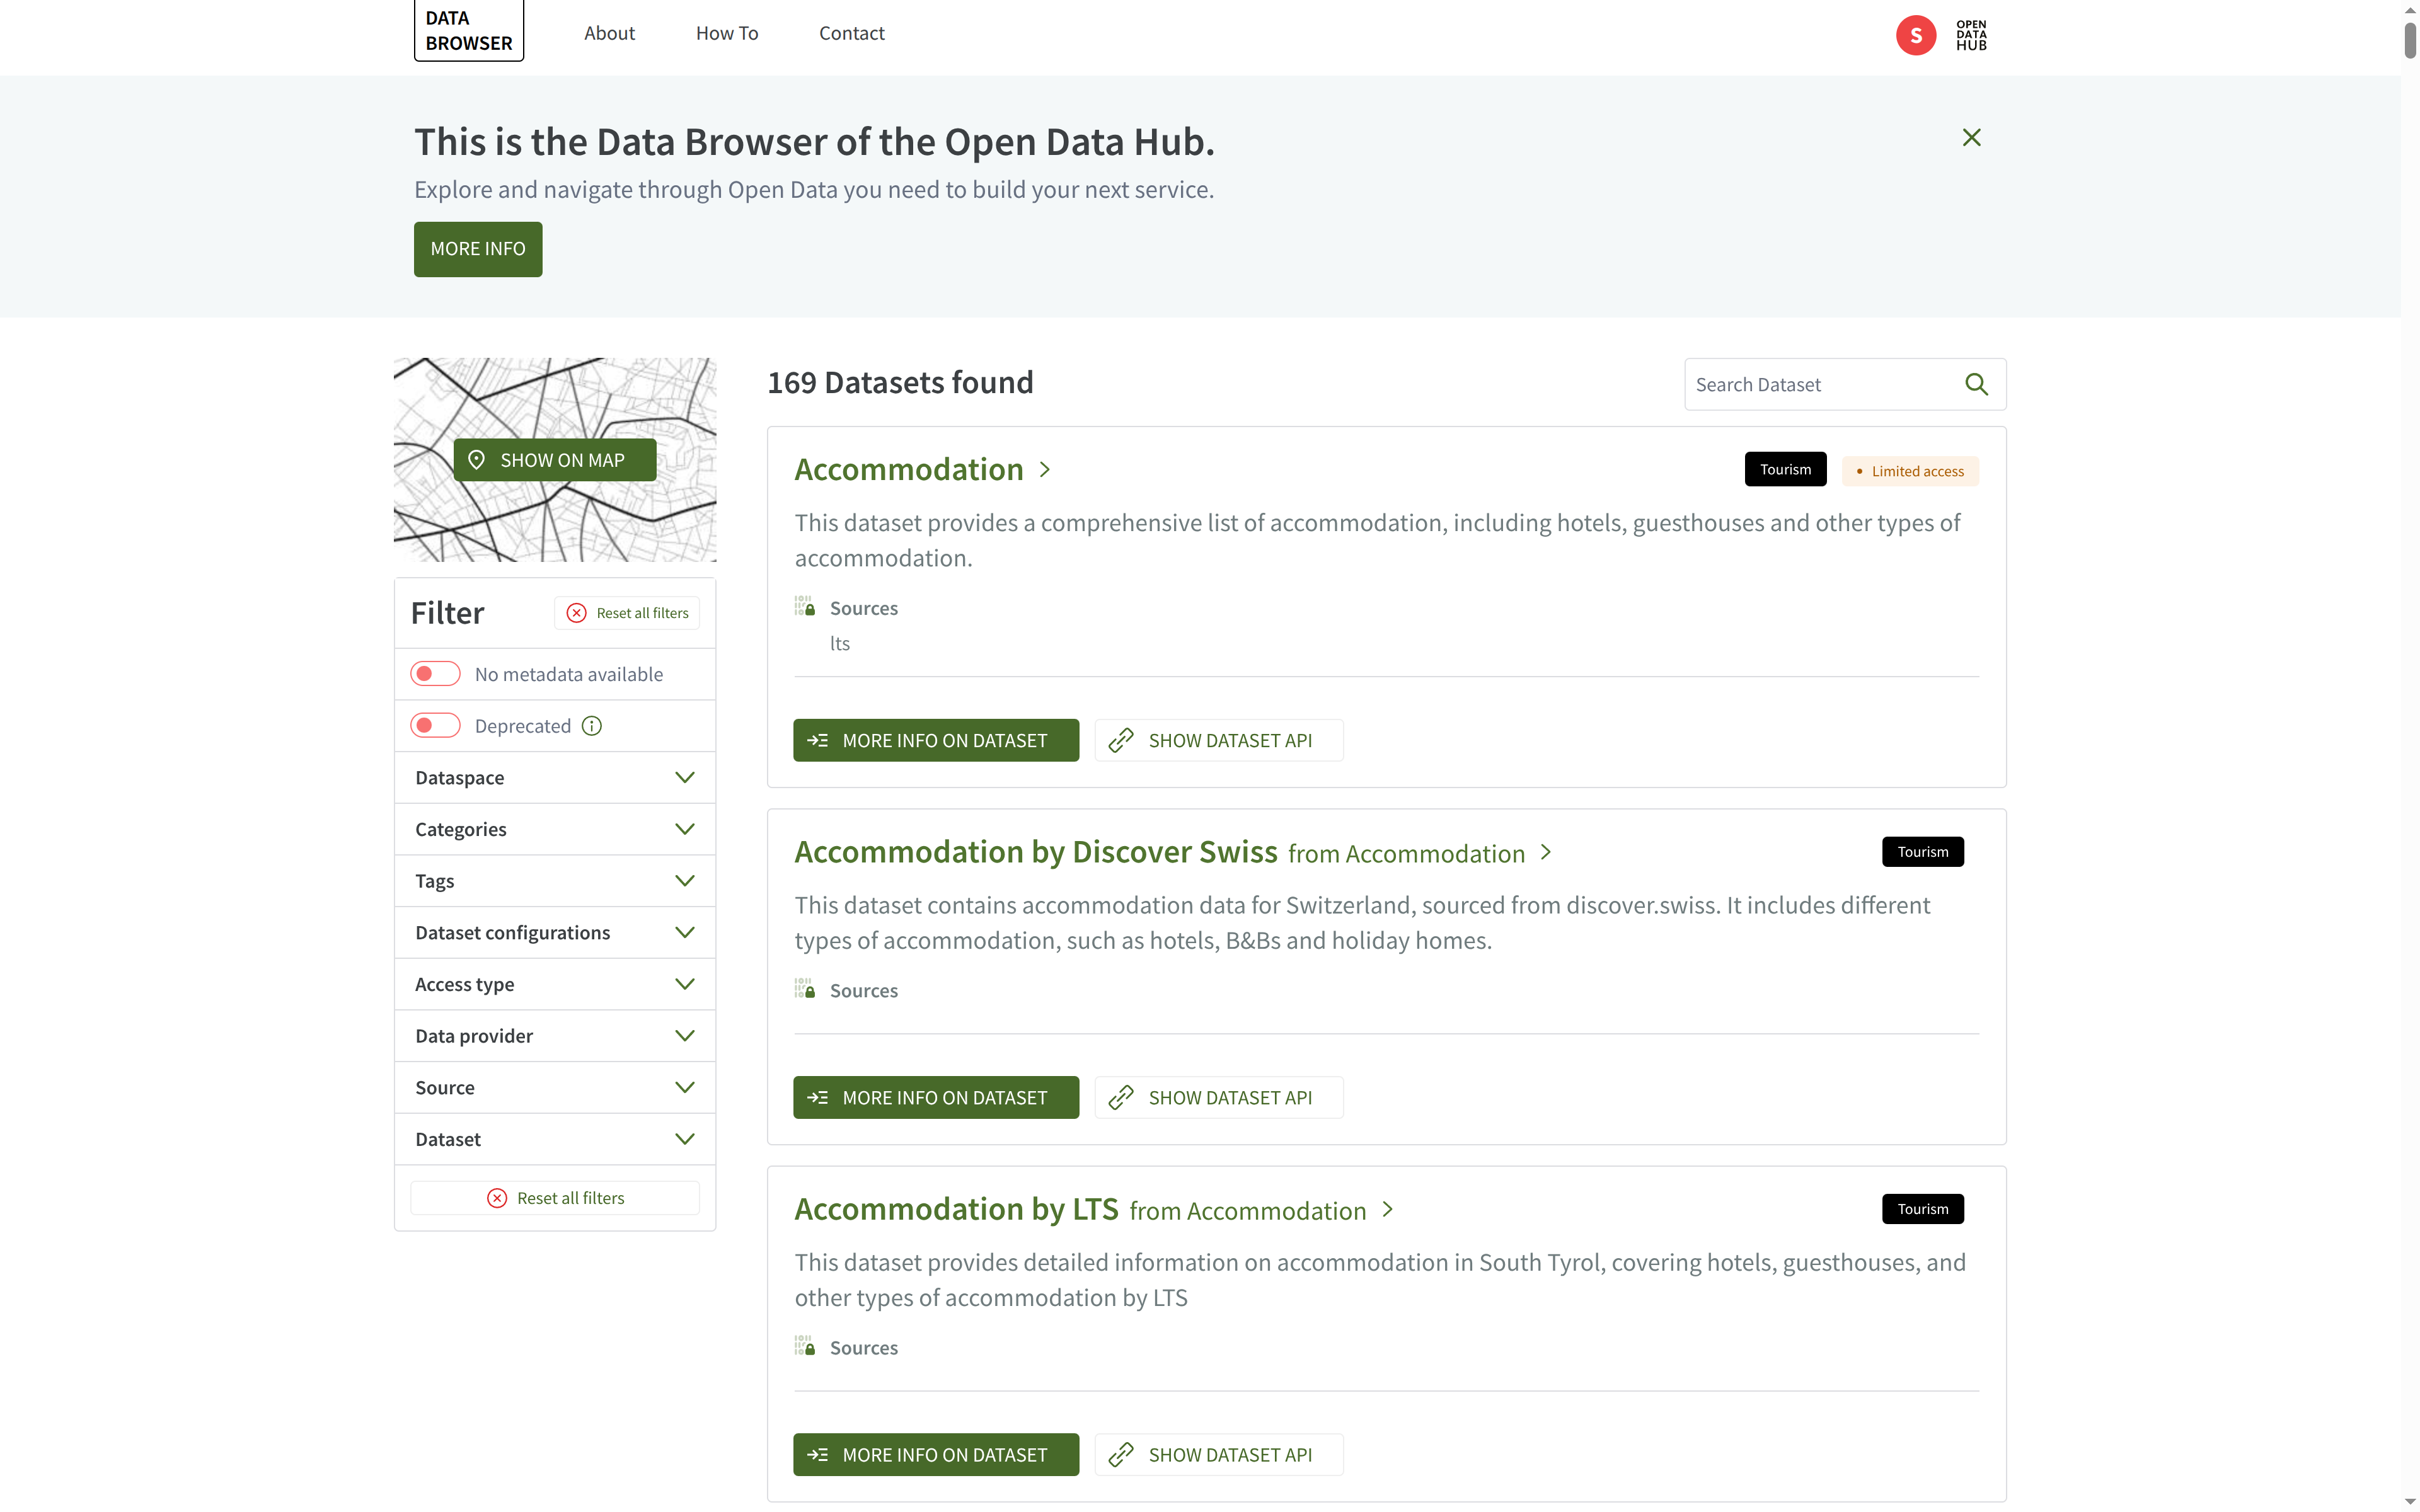 DATA
BROWSER
About
How To
Contact
S
OPEN
DATA
HUB
This is the Data Browser of the Open Data Hub.
Explore and navigate through Open Data you need to build your next service.
MORE INFO
SHOW ON MAP
Filter
Reset all filters
No metadata available
Deprecated
Dataspace
Categories
Tags
Dataset configurations
Access type
Data provider
Source
Dataset
Reset all filters
169 Datasets found
Search Dataset
Accommodation
Tourism
Limited access
This dataset provides a comprehensive list of accommodation, including hotels, guesthouses and other types of
accommodation.
Sources
lts
MORE INFO ON DATASET
SHOW DATASET API
Accommodation by Discover Swiss from Accommodation
Tourism
This dataset contains accommodation data for Switzerland, sourced from discover.swiss. It includes different
types of accommodation, such as hotels, B&Bs and holiday homes.
Sources
MORE INFO ON DATASET
SHOW DATASET API
Accommodation by LTS from Accommodation
Tourism
This dataset provides detailed information on accommodation in South Tyrol, covering hotels, guesthouses, and
other types of accommodation by LTS
Sources
MORE INFO ON DATASET
SHOW DATASET API